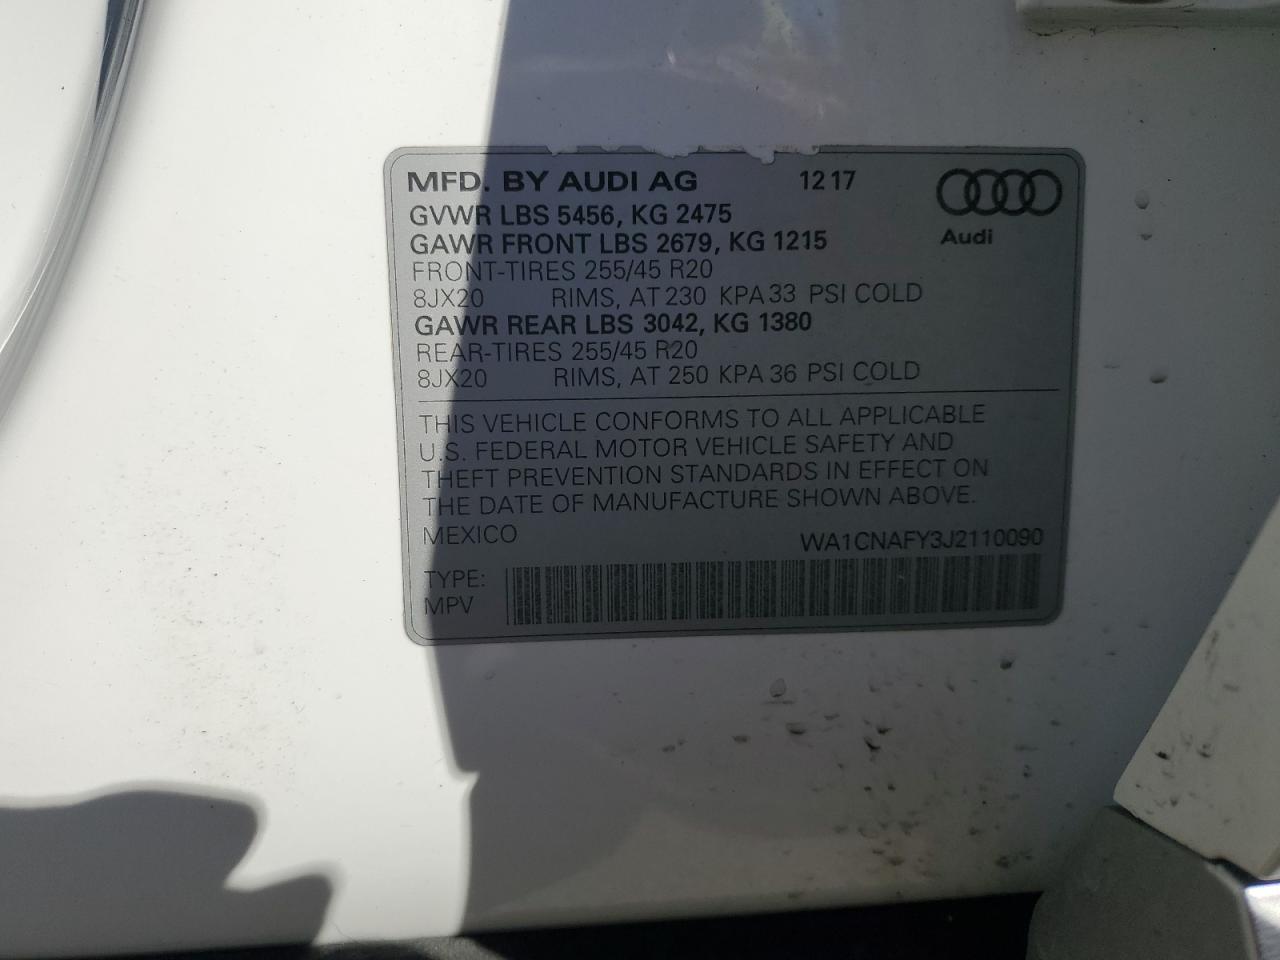 MFD. BY AUDI AG 12 17
GVWR LBS 5456, KG 2475
GAWR FRONT LBS 2679, KG 1215
Audi
FRONT-TIRES 255/45 R20
8JX20 RIMS, AT 230 KPA 33 PSI COLD
GAWR REAR LBS 3042, KG 1380
REAR-TIRES 255/45 R20
8JX20 RIMS, AT 250 KPA 36 PSI COLD
THIS VEHICLE CONFORMS TO ALL APPLICABLE
U.S. FEDERAL MOTOR VEHICLE SAFETY AND
THEFT PREVENTION STANDARDS IN EFFECT ON
THE DATE OF MANUFACTURE SHOWN ABOVE.
MEXICO WA1CNAFY3J2110090
TYPE:
MPV